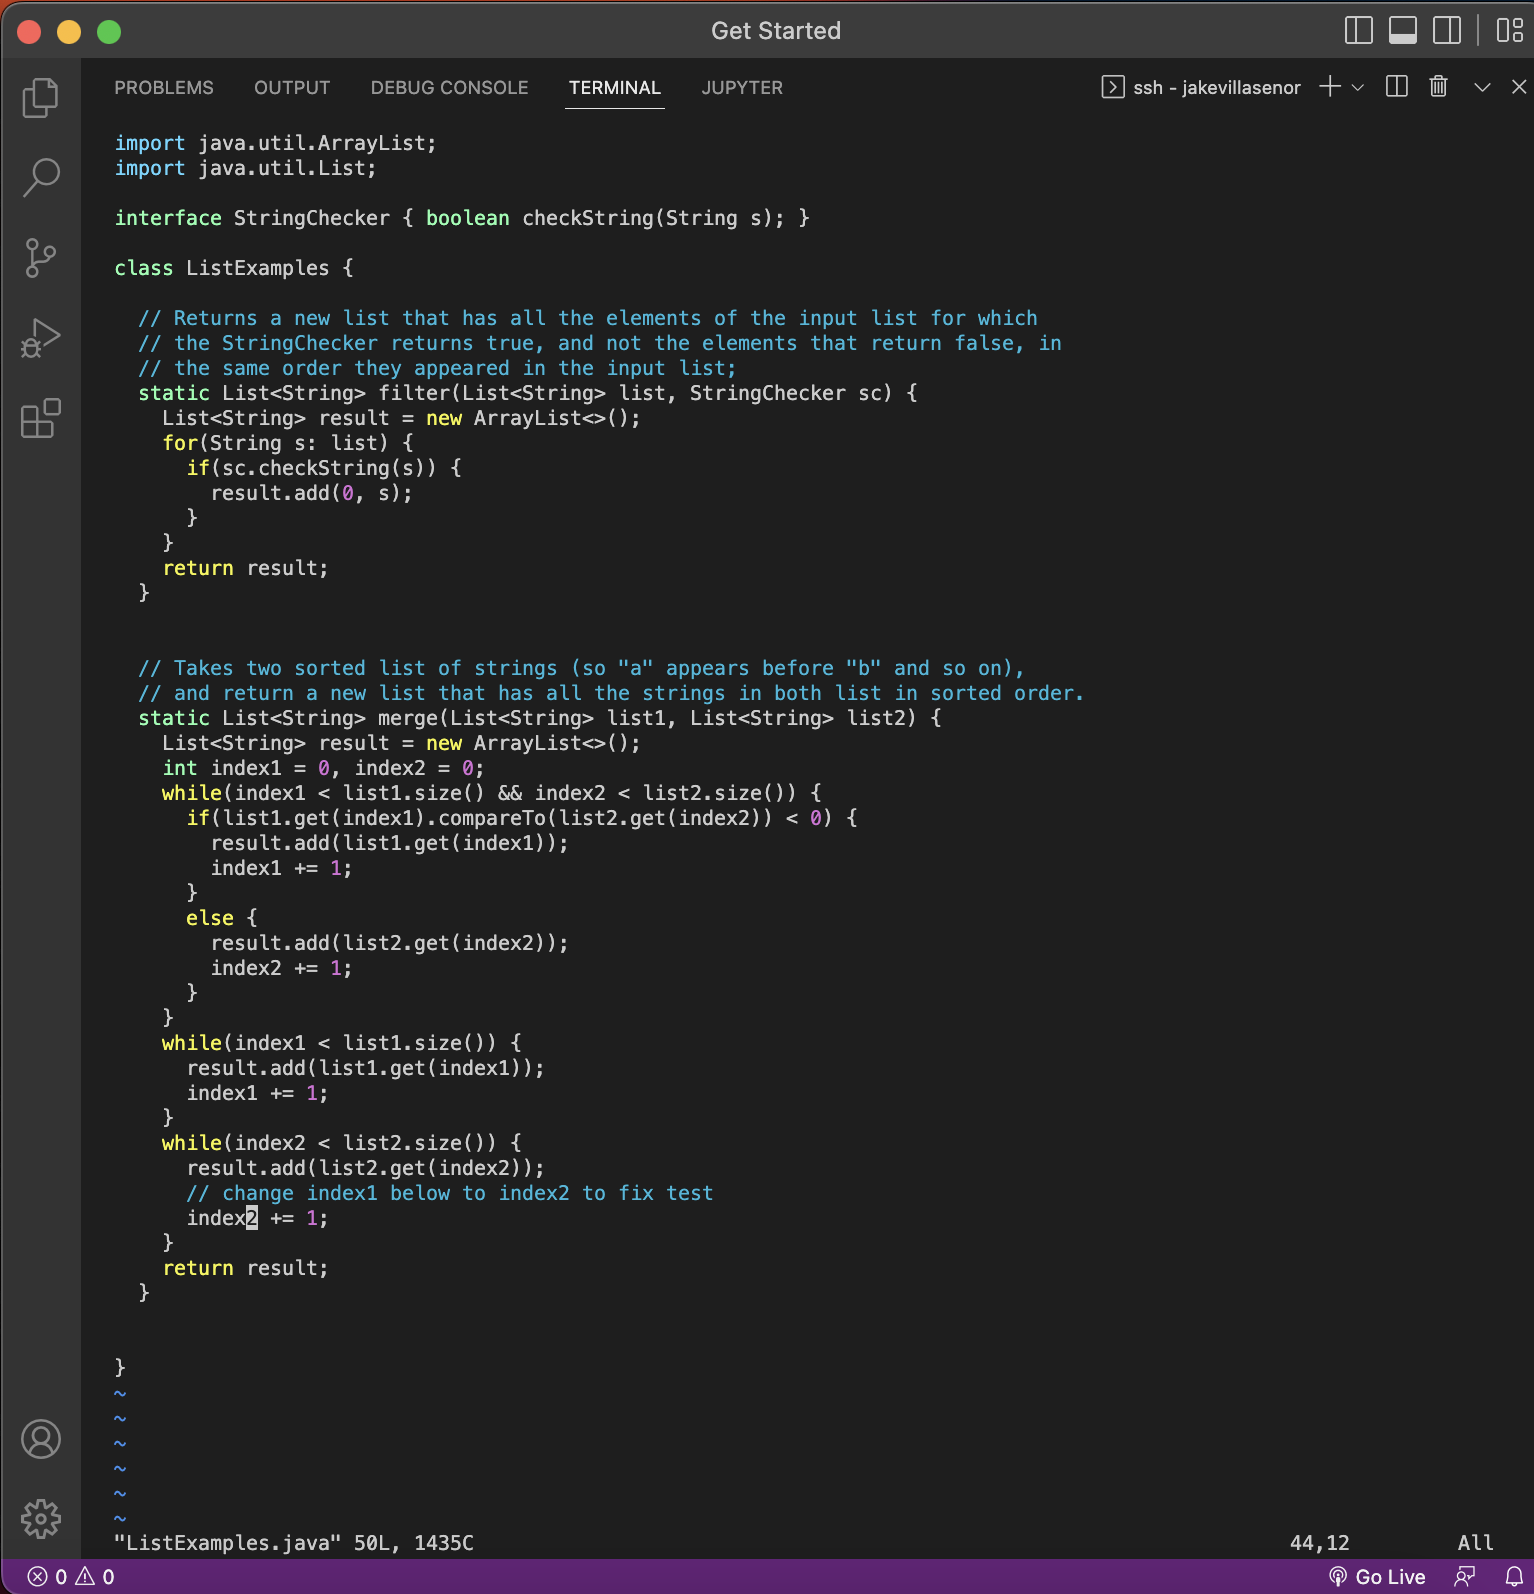 Get Started
PROBLEMS OUTPUT DEBUG CONSOLE TERMINAL JUPYTER ssh - jakevillasenor
import java.util.ArrayList;
import java.util.List;
interface StringChecker { boolean checkString(String s); }
class ListExamples {
// Returns a new list that has all the elements of the input list for which
// the StringChecker returns true, and not the elements that return false, in
// the same order they appeared in the input list;
static List<String> filter(List<String> list, StringChecker sc) {
List<String> result = new ArrayList<>();
for(String s: list) {
if(sc.checkString(s)) {
result.add(0, s);
}
}
return result;
}
// Takes two sorted list of strings (so "a" appears before "b" and so on),
// and return a new list that has all the strings in both list in sorted order.
static List<String> merge(List<String> list1, List<String> list2) {
List<String> result = new ArrayList<>();
int index1 = 0, index2 = 0;
while(index1 < list1.size() && index2 < list2.size()) {
if(list1.get(index1).compareTo(list2.get(index2)) < 0) {
result.add(list1.get(index1));
index1 += 1;
}
else {
result.add(list2.get(index2));
index2 += 1;
}
}
while(index1 < list1.size()) {
result.add(list1.get(index1));
index1 += 1;
}
while(index2 < list2.size()) {
result.add(list2.get(index2));
// change index1 below to index2 to fix test
index2 += 1;
}
return result;
}
}
~
~
~
~
~
~
"ListExamples.java" 50L, 1435C 44,12 All
0 0 Go Live